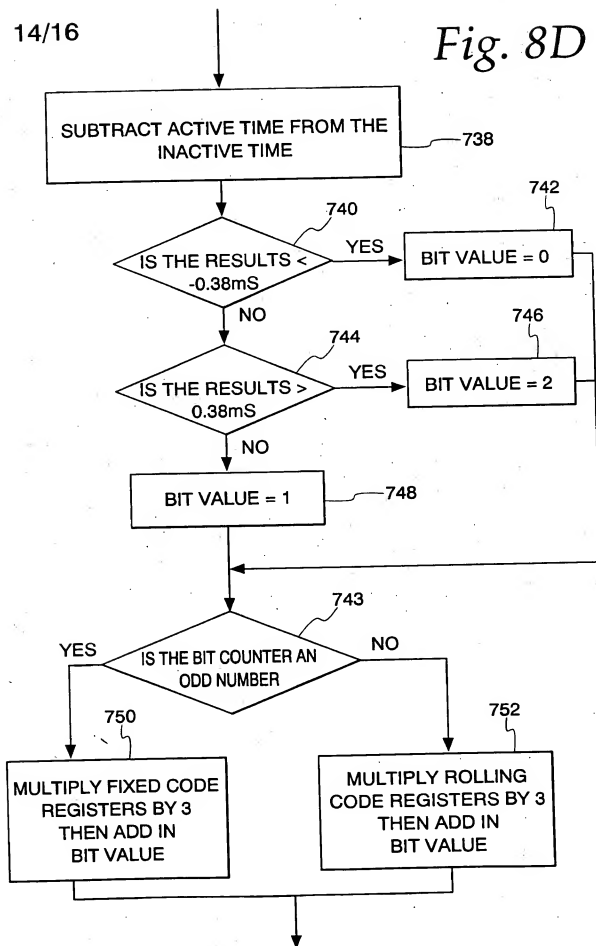 14/16
Fig. 8D
SUBTRACT ACTIVE TIME FROM THE
INACTIVE TIME
738
740
IS THE RESULTS <
-0.38mS
YES
742
BIT VALUE = 0
NO
744
IS THE RESULTS >
0.38mS
YES
746
BIT VALUE = 2
NO
BIT VALUE = 1
748
743
IS THE BIT COUNTER AN
ODD NUMBER
YES
NO
750
MULTIPLY FIXED CODE
REGISTERS BY 3
THEN ADD IN
BIT VALUE
752
MULTIPLY ROLLING
CODE REGISTERS BY 3
THEN ADD IN
BIT VALUE